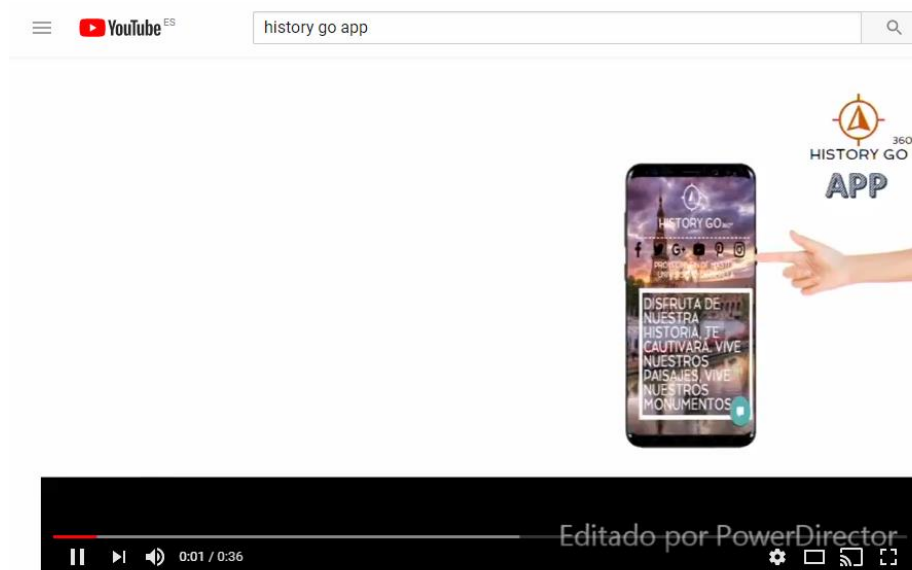 YouTube ES
history go app
360
HISTORY GO
APP
HISTORY GO
DISFRUTA DE
NUESTRA
HISTORIA, TE
CAUTIVARÁ. VIVE
NUESTROS
PAISAJES, VIVE
NUESTROS
MONUMENTOS
Editado por PowerDirector
0:01 / 0:36